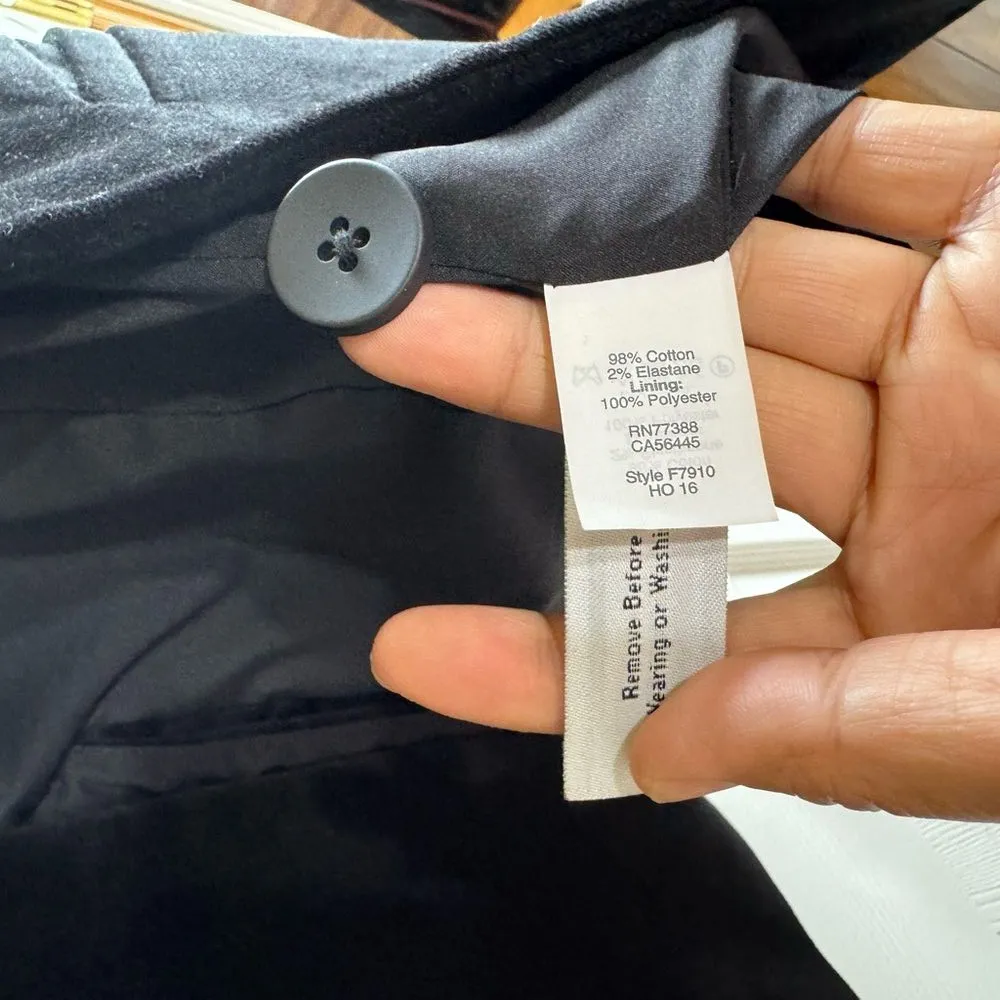 98% Cotton
2% Elastane
Lining:
100% Polyester
RN77388
CA56445
Style F7910
HO 16
Remove Before
Wearing or Washi